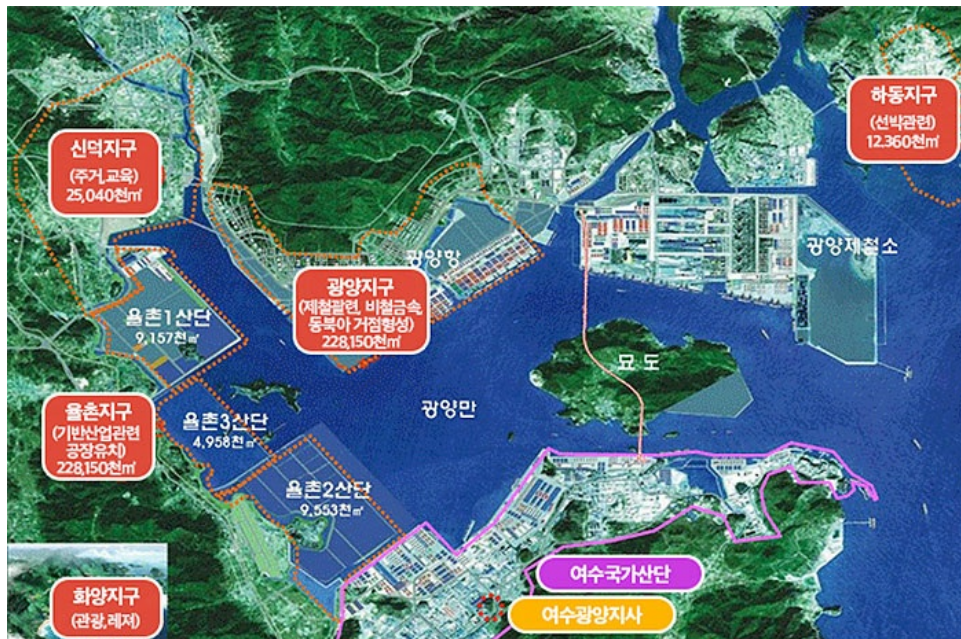 하동지구
(선박관련)
12.360천㎡
신덕지구
(주거,교육)
25,040천㎡
광양항
광양제철소
광양지구
(제철괄련, 비철금속,
동북아 거점형성)
228,150천㎡
율촌1산단
9,157천㎡
묘 도
율촌지구
(기반산업관련
공장유치)
228,150천㎡
율촌3산단
4,958천㎡
광양만
율촌2산단
9,553천㎡
여수국가산단
화양지구
(관광,레저)
여수광양지사